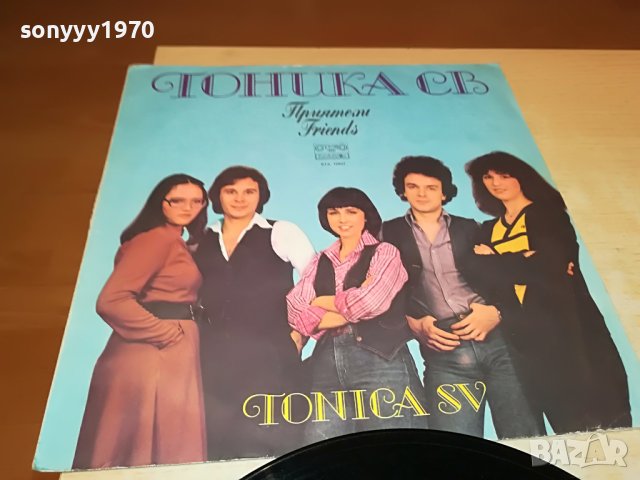 sonyyy1970
ТОНИКА СВ
Приятели
Friends
TONICA SV
BAZAR